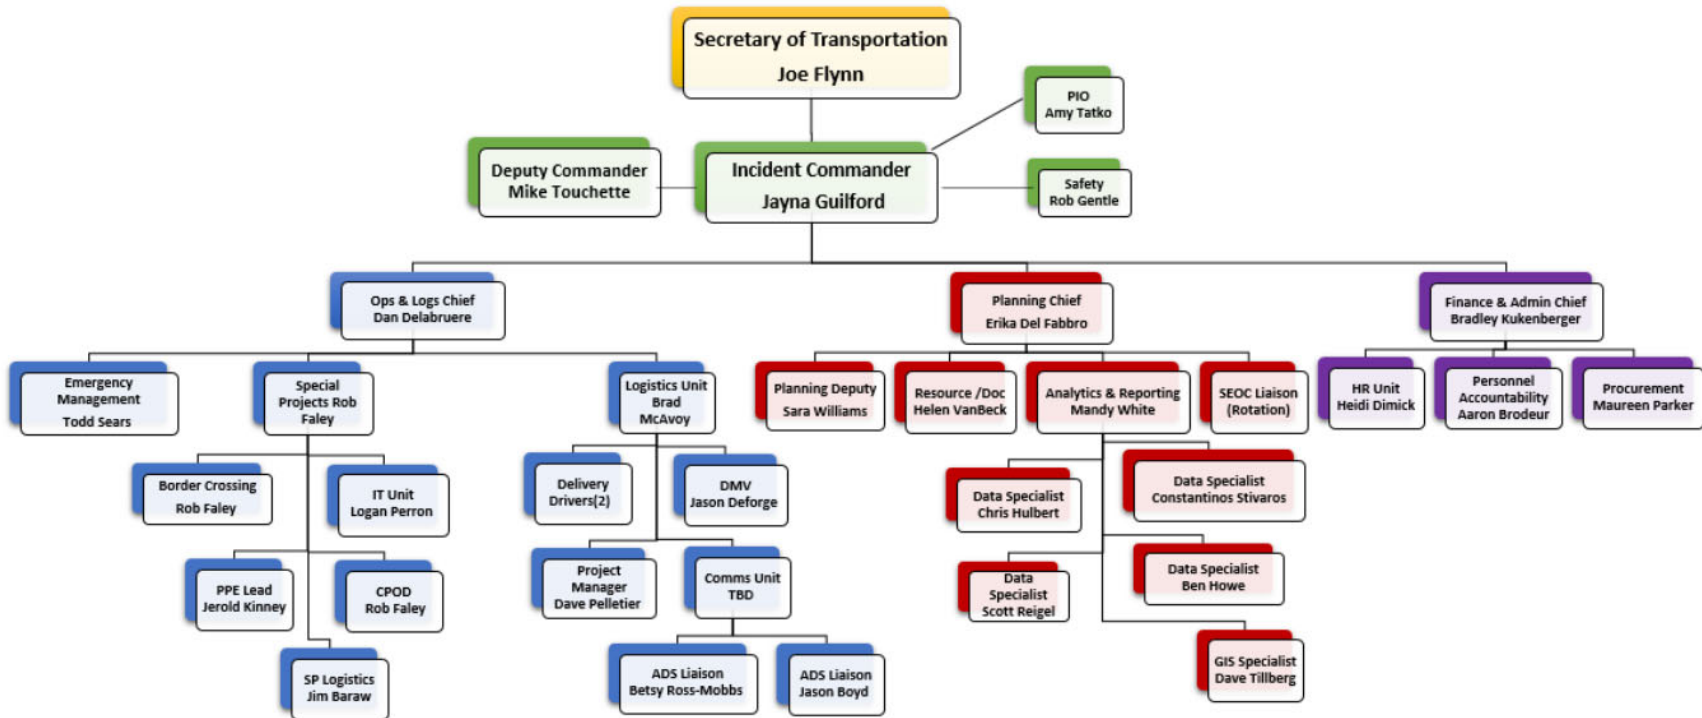 Secretary of Transportation
Joe Flynn
PIO
Amy Tatko
Deputy Commander
Mike Touchette
Incident Commander
Jayna Guilford
Safety
Rob Gentle
Ops & Logs Chief
Dan Delabruere
Planning Chief
Erika Del Fabbro
Finance & Admin Chief
Bradley Kukenberger
Emergency
Management
Todd Sears
Special
Projects Rob
Faley
Logistics Unit
Brad
McAvoy
Planning Deputy
Sara Williams
Resource /Doc
Helen VanBeck
Analytics & Reporting
Mandy White
SEOC Liaison
(Rotation)
HR Unit
Heidi Dimick
Personnel
Accountability
Aaron Brodeur
Procurement
Maureen Parker
Border Crossing
Rob Faley
IT Unit
Logan Perron
Delivery
Drivers(2)
DMV
Jason Deforge
Data Specialist
Chris Hulbert
Data Specialist
Constantinos Stivaros
PPE Lead
Jerold Kinney
CPOD
Rob Faley
Project
Manager
Dave Pelletier
Comms Unit
TBD
Data
Specialist
Scott Reigel
Data Specialist
Ben Howe
SP Logistics
Jim Baraw
ADS Liaison
Betsy Ross-Mobbs
ADS Liaison
Jason Boyd
GIS Specialist
Dave Tillberg